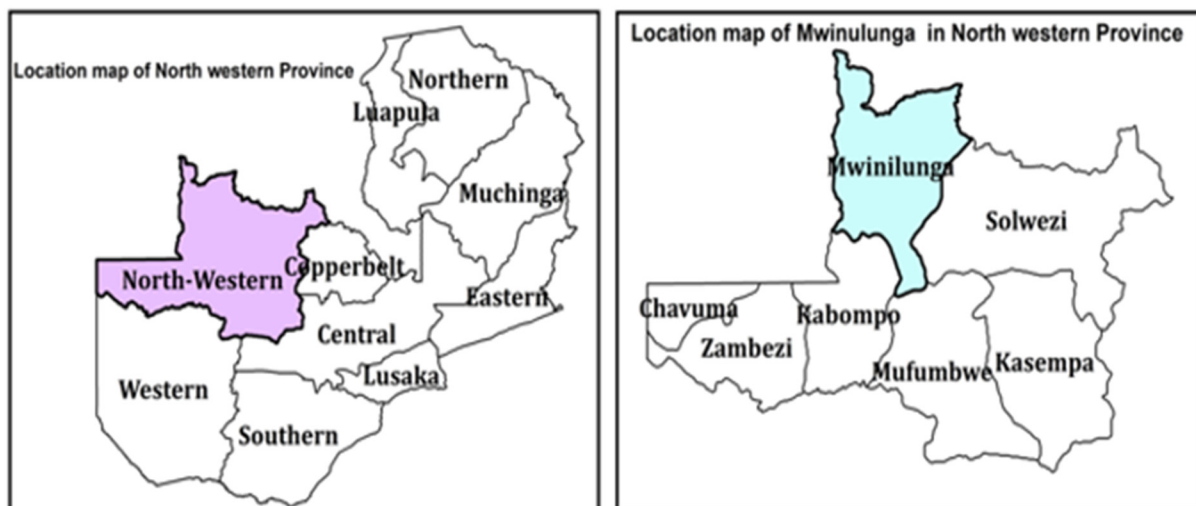 Location map of North western Province
Northern
Luapula
Muchinga
North-Western
Copperbelt
Eastern
Central
Lusaka
Western
Southern
Location map of Mwinulunga in North western Province
Mwinilunga
Solwezi
Chavuma
Kabompo
Zambezi
Mufumbwe
Kasempa